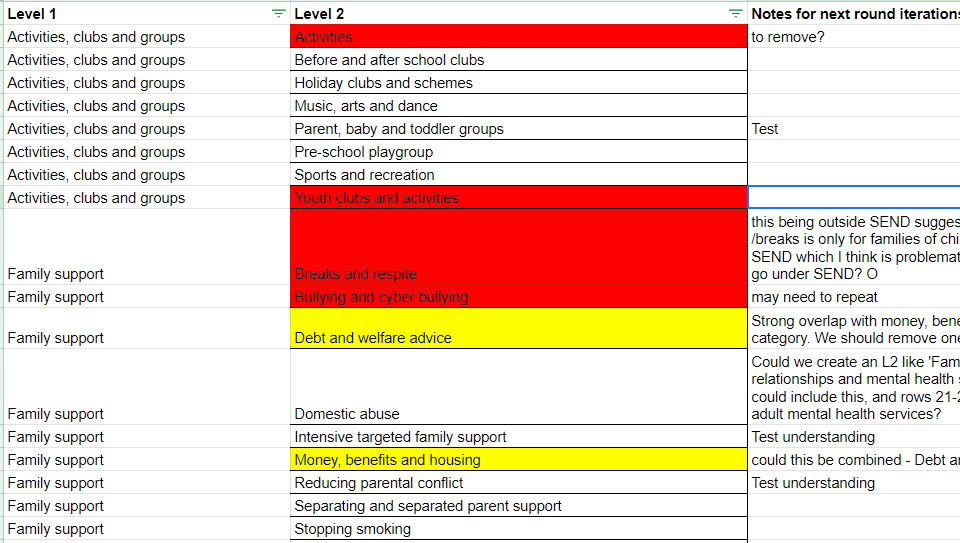 Level 1 Level 2 Notes for next round iterations
Activities, clubs and groups Activities to remove?
Activities, clubs and groups Before and after school clubs
Activities, clubs and groups Holiday clubs and schemes
Activities, clubs and groups Music, arts and dance
Activities, clubs and groups Parent, baby and toddler groups Test
Activities, clubs and groups Pre-school playgroup
Activities, clubs and groups Sports and recreation
Activities, clubs and groups Youth clubs and activities
this being outside SEND sugges
/breaks is only for families of chi
SEND which I think is problemat
Family support Breaks and respite go under SEND? O
Family support Bullying and cyber bullying may need to repeat
Strong overlap with money, bene
Family support Debt and welfare advice category. We should remove one
Could we create an L2 like 'Fam
relationships and mental health
could include this, and rows 21-2
Family support Domestic abuse adult mental health services?
Family support Intensive targeted family support Test understanding
Family support Money, benefits and housing could this be combined - Debt a
Family support Reducing parental conflict Test understanding
Family support Separating and separated parent support
Family support Stopping smoking